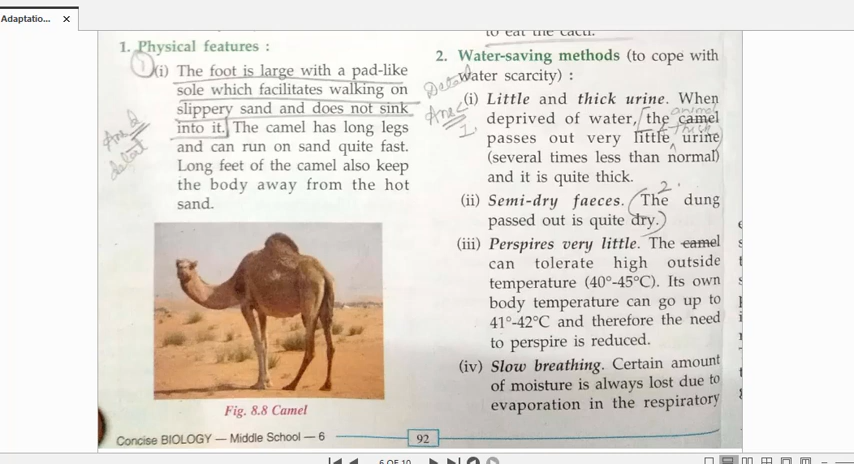 Adaptatio... ×
1. Physical features :
(i) The foot is large with a pad-like
sole which facilitates walking on
slippery sand and does not sink
into it. The camel has long legs
and can run on sand quite fast.
Long feet of the camel also keep
the body away from the hot
sand.
Fig. 8.8 Camel
to eat the cacti.
2. Water-saving methods (to cope with
water scarcity) :
(i) Little and thick urine. When
deprived of water, the camel
passes out very little urine
(several times less than normal)
and it is quite thick.
(ii) Semi-dry faeces. The dung
passed out is quite dry.
(iii) Perspires very little. The camel
can tolerate high outside
temperature (40°-45°C). Its own
body temperature can go up to
41°-42°C and therefore the need
to perspire is reduced.
(iv) Slow breathing. Certain amount
of moisture is always lost due to
evaporation in the respiratory
Concise BIOLOGY — Middle School — 6
92
6 OF 10